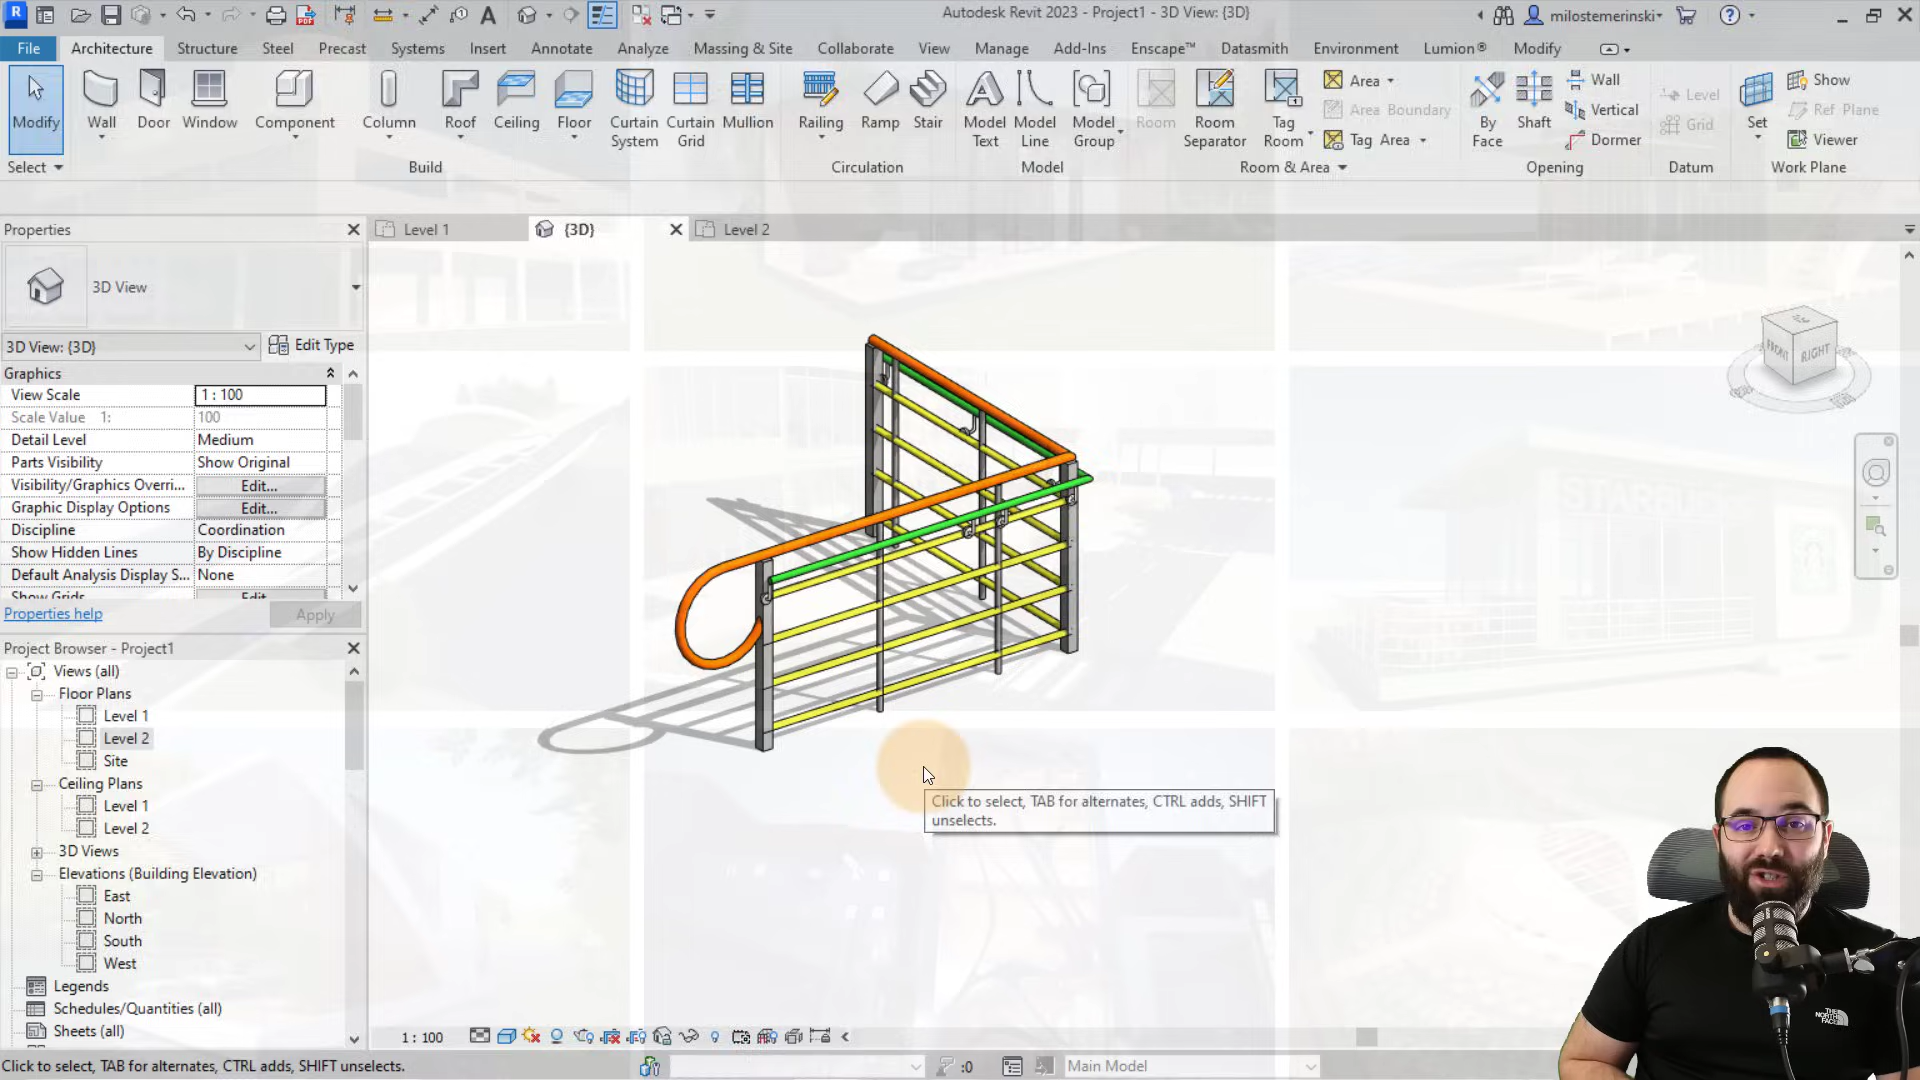 Autodesk Revit 2023 - Project1 - 3D View: {3D}
milostemerinski
File Architecture Structure Steel Precast Systems Insert Annotate Analyze Massing & Site Collaborate View Manage Add-Ins Enscape™ Datasmith Environment Lumion® Modify
Modify Wall Door Window Component Column Roof Ceiling Floor Curtain System Curtain Grid Mullion Railing Ramp Stair Model Text Model Line Model Group Room Room Separator Tag Room
Area
Area Boundary
Tag Area
By Face
Shaft
Wall
Vertical
Dormer
Level
Grid
Set
Show
Ref Plane
Viewer
Select Build Circulation Model Room & Area Opening Datum Work Plane
Properties
Level 1
{3D}
Level 2
3D View
3D View: {3D} Edit Type
Graphics
View Scale 1 : 100
Scale Value 1: 100
Detail Level Medium
Parts Visibility Show Original
Visibility/Graphics Overri... Edit...
Graphic Display Options Edit...
Discipline Coordination
Show Hidden Lines By Discipline
Default Analysis Display S... None
Show Grids Edit...
Properties help Apply
Project Browser - Project1
Views (all)
Floor Plans
Level 1
Level 2
Site
Ceiling Plans
Level 1
Level 2
3D Views
Elevations (Building Elevation)
East
North
South
West
Legends
Schedules/Quantities (all)
Sheets (all)
FRONT
RIGHT
Click to select, TAB for alternates, CTRL adds, SHIFT
unselects.
THE
NORTH
FACE
1 : 100
Click to select, TAB for alternates, CTRL adds, SHIFT unselects.
:0
Main Model